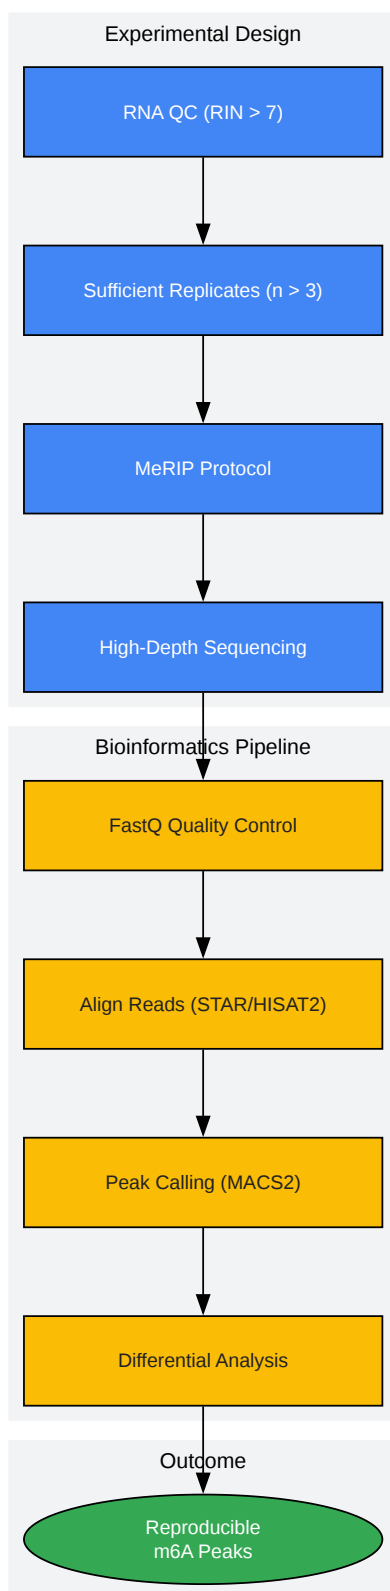 Experimental Design
RNA QC (RIN > 7)
Sufficient Replicates (n > 3)
MeRIP Protocol
High-Depth Sequencing
Bioinformatics Pipeline
FastQ Quality Control
Align Reads (STAR/HISAT2)
Peak Calling (MACS2)
Differential Analysis
Outcome
Reproducible
m6A Peaks